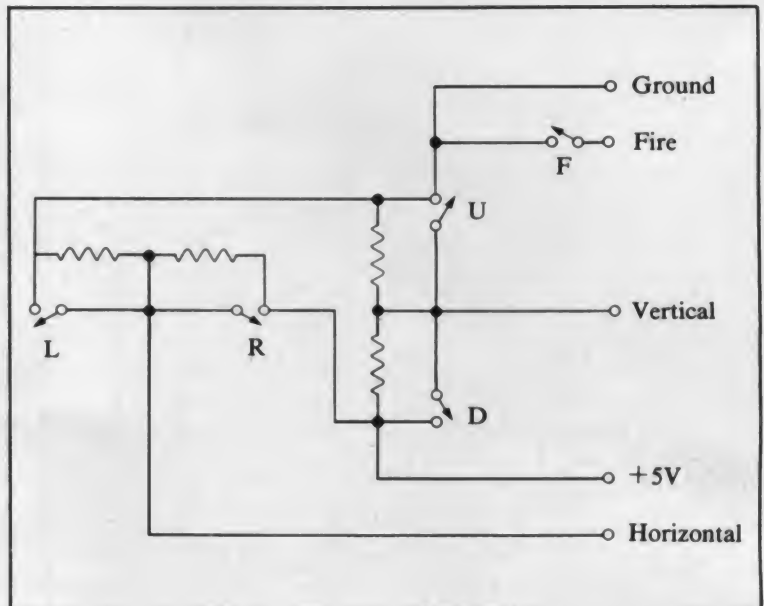 Ground
Fire
F
U
Vertical
L
R
D
+5V
Horizontal